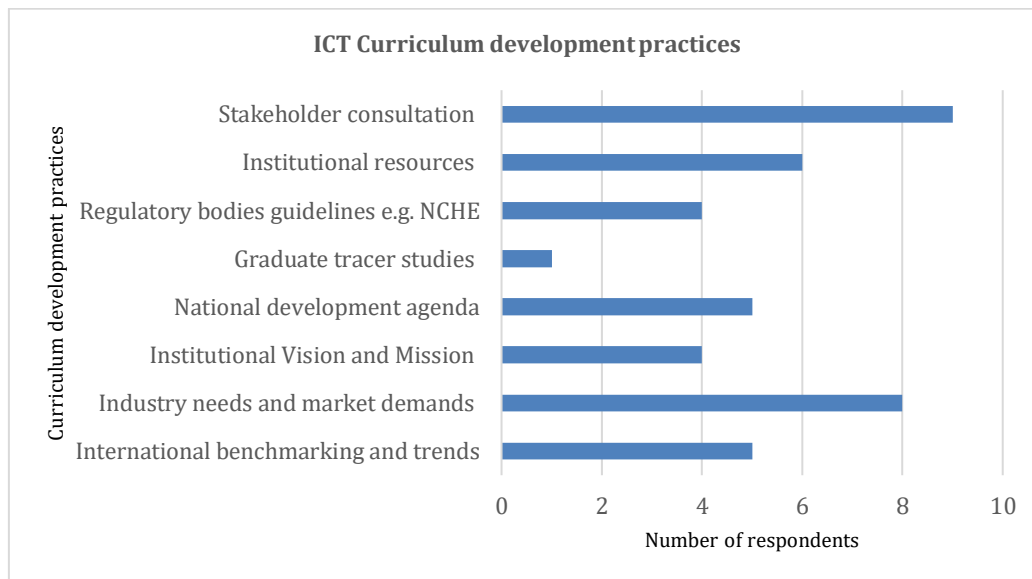 ICT Curriculum development practices
Curriculum development practices
Stakeholder consultation
Institutional resources
Regulatory bodies guidelines e.g. NCHE
Graduate tracer studies
National development agenda
Institutional Vision and Mission
Industry needs and market demands
International benchmarking and trends
0 2 4 6 8 10
Number of respondents